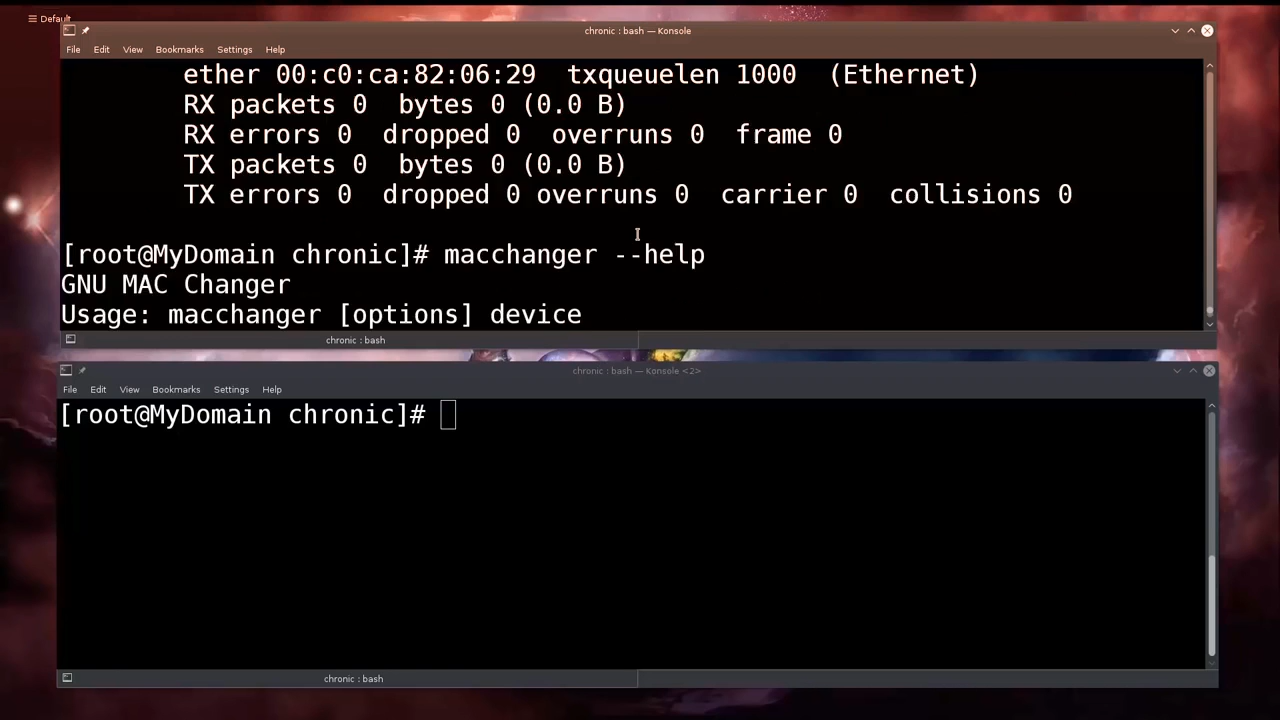 Default
chronic : bash — Konsole
File Edit View Bookmarks Settings Help
ether 00:c0:ca:82:06:29 txqueuelen 1000 (Ethernet)
RX packets 0 bytes 0 (0.0 B)
RX errors 0 dropped 0 overruns 0 frame 0
TX packets 0 bytes 0 (0.0 B)
TX errors 0 dropped 0 overruns 0 carrier 0 collisions 0
[root@MyDomain chronic]# macchanger --help
GNU MAC Changer
Usage: macchanger [options] device
chronic : bash
chronic : bash — Konsole <2>
File Edit View Bookmarks Settings Help
[root@MyDomain chronic]#
chronic : bash